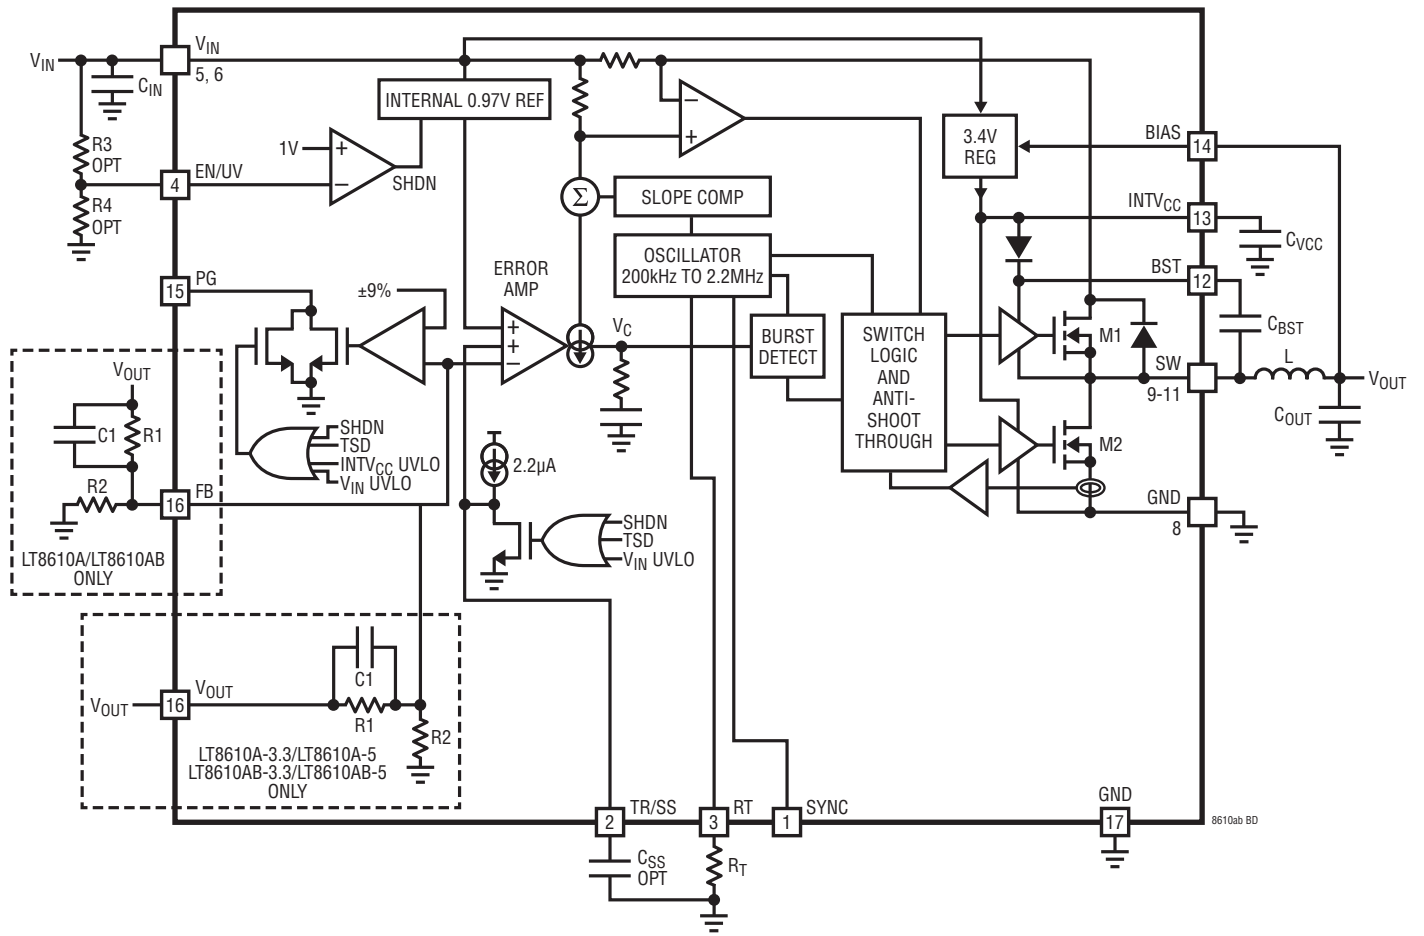 VIN
VIN
5, 6
CIN
R3
OPT
R4
OPT
4
EN/UV
1V
+
−
SHDN
INTERNAL 0.97V REF
−
+
3.4V
REG
BIAS
14
INTVCC
13
CVCC
BST
12
CBST
Σ
SLOPE COMP
OSCILLATOR
200kHz TO 2.2MHz
PG
15
±9%
ERROR
AMP
+
+
−
VC
BURST
DETECT
SWITCH
LOGIC
AND
ANTI-
SHOOT
THROUGH
M1
SW
9-11
L
VOUT
COUT
M2
GND
8
VOUT
C1
R1
R2
FB
16
LT8610A/LT8610AB
ONLY
SHDN
TSD
INTVCC UVLO
VIN UVLO
2.2µA
SHDN
TSD
VIN UVLO
VOUT
16
VOUT
C1
R1
R2
LT8610A-3.3/LT8610A-5
LT8610AB-3.3/LT8610AB-5
ONLY
TR/SS
2
RT
3
SYNC
1
GND
17
8610ab BD
CSS
OPT
RT